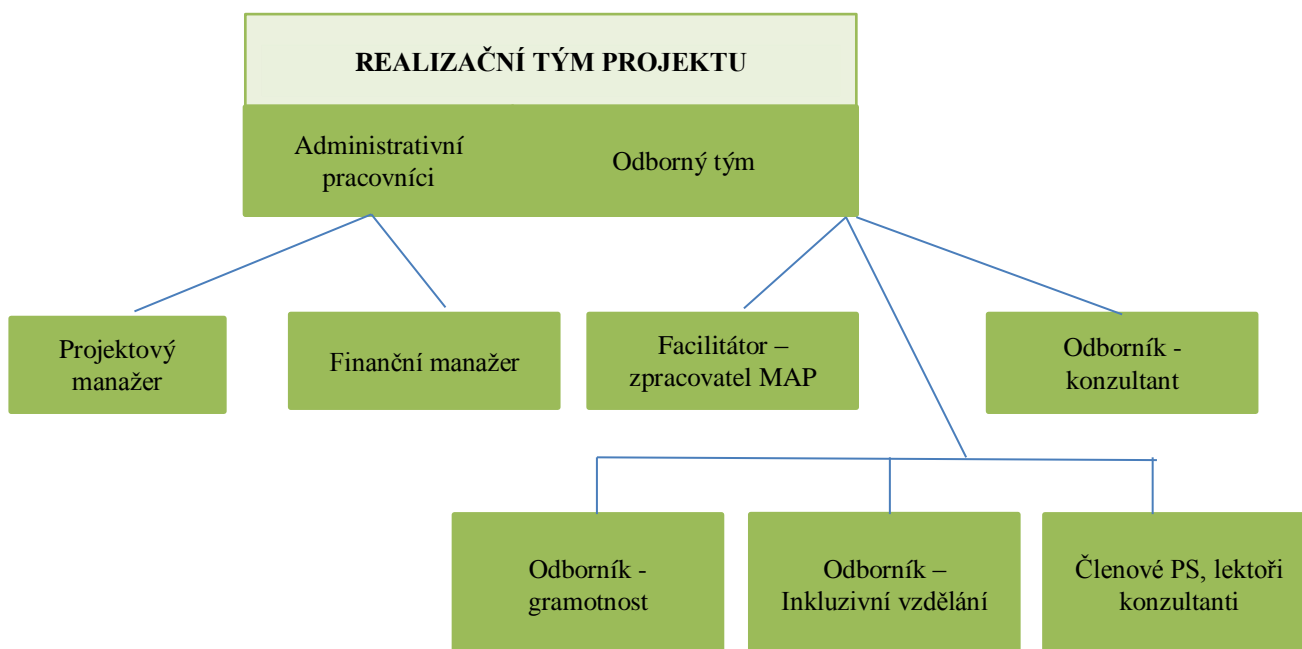 REALIZAČNÍ TÝM PROJEKTU
Administrativní
pracovníci
Odborný tým
Projektový
manažer
Finanční manažer
Facilitátor –
zpracovatel MAP
Odborník -
konzultant
Odborník -
gramotnost
Odborník –
Inkluzivní vzdělání
Členové PS, lektoři
konzultanti